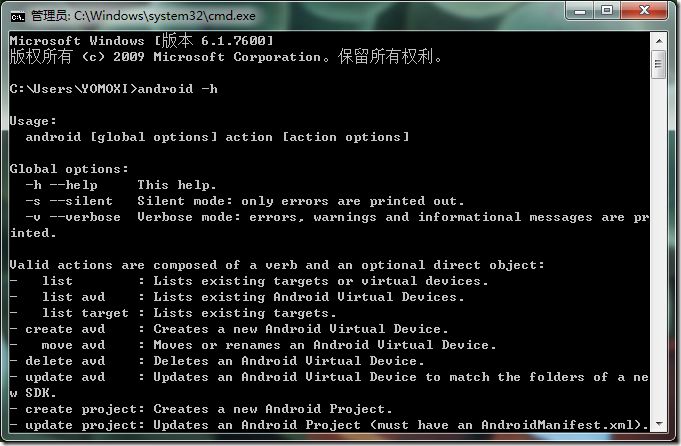 管理员: C:\Windows\system32\cmd.exe
Microsoft Windows [版本 6.1.7600]
版权所有 (c) 2009 Microsoft Corporation。保留所有权利。
C:\Users\YOMOXI>android -h
Usage:
android [global options] action [action options]
Global options:
-h --help     This help.
-s --silent   Silent mode: only errors are printed out.
-v --verbose  Verbose mode: errors, warnings and informational messages are pr
inted.
Valid actions are composed of a verb and an optional direct object:
-   list        : Lists existing targets or virtual devices.
-   list avd    : Lists existing Android Virtual Devices.
-   list target : Lists existing targets.
- create avd    : Creates a new Android Virtual Device.
-   move avd    : Moves or renames an Android Virtual Device.
- delete avd    : Deletes an Android Virtual Device.
- update avd    : Updates an Android Virtual Device to match the folders of a ne
w SDK.
- create project: Creates a new Android Project.
- update project: Updates an Android Project (must have an AndroidManifest.xml).